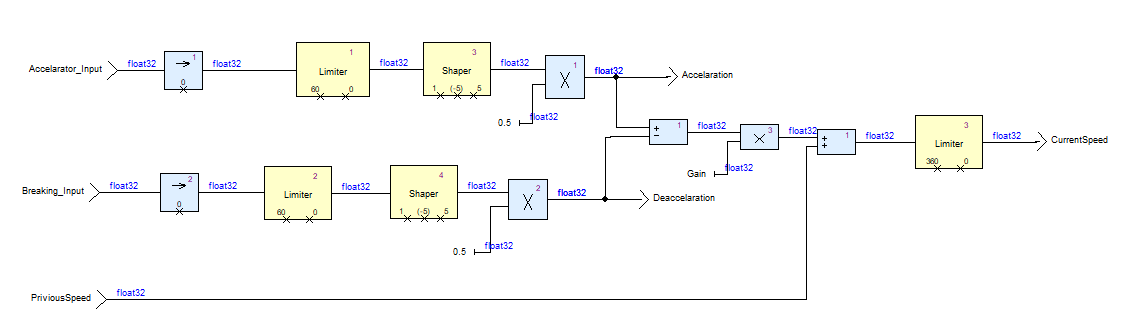 float32 float32 1 float32 3 float32 1 float32
Accelarator_Input Limiter Shaper X Accelaration
0 60 0 1 (-5) 5
0.5 float32
+ − 1 float32 3 float32 1 float32 3 float32
X + + Limiter CurrentSpeed
Gain float32 360 0
float32 2 float32 2 float32 4 float32 2 float32
Breaking_Input Limiter Shaper X Deaccelaration
0 60 0 1 (-5) 5
0.5 float32
PriviousSpeed float32